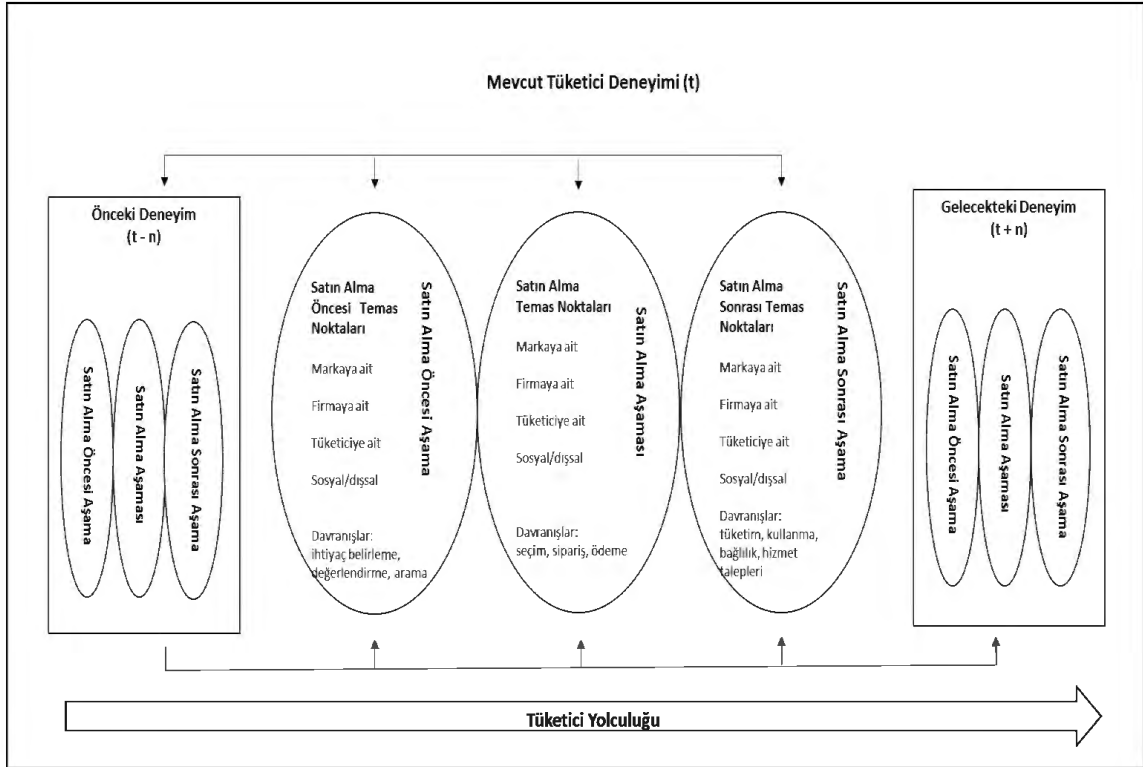 Mevcut Tüketici Deneyimi (t)
Önceki Deneyim
(t - n)
Satın Alma Öncesi Aşama
Satın Alma Aşaması
Satın Alma Sonrası Aşama
Satın Alma
Öncesi Temas
Noktaları
Markaya ait
Firmaya ait
Tüketiciye ait
Sosyal/dışsal
Davranışlar:
ihtiyaç belirleme,
değerlendirme, arama
Satın Alma Öncesi Aşama
Satın Alma
Temas Noktaları
Markaya ait
Firmaya ait
Tüketiciye ait
Sosyal/dışsal
Davranışlar:
seçim, sipariş, ödeme
Satın Alma Aşaması
Satın Alma
Sonrası Temas
Noktaları
Markaya ait
Firmaya ait
Tüketiciye ait
Sosyal/dışsal
Davranışlar:
tüketim, kullanma,
bağlılık, hizmet
talepleri
Satın Alma Sonrası Aşama
Gelecekteki Deneyim
(t + n)
Satın Alma Öncesi Aşama
Satın Alma Aşaması
Satın Alma Sonrası Aşama
Tüketici Yolculuğu